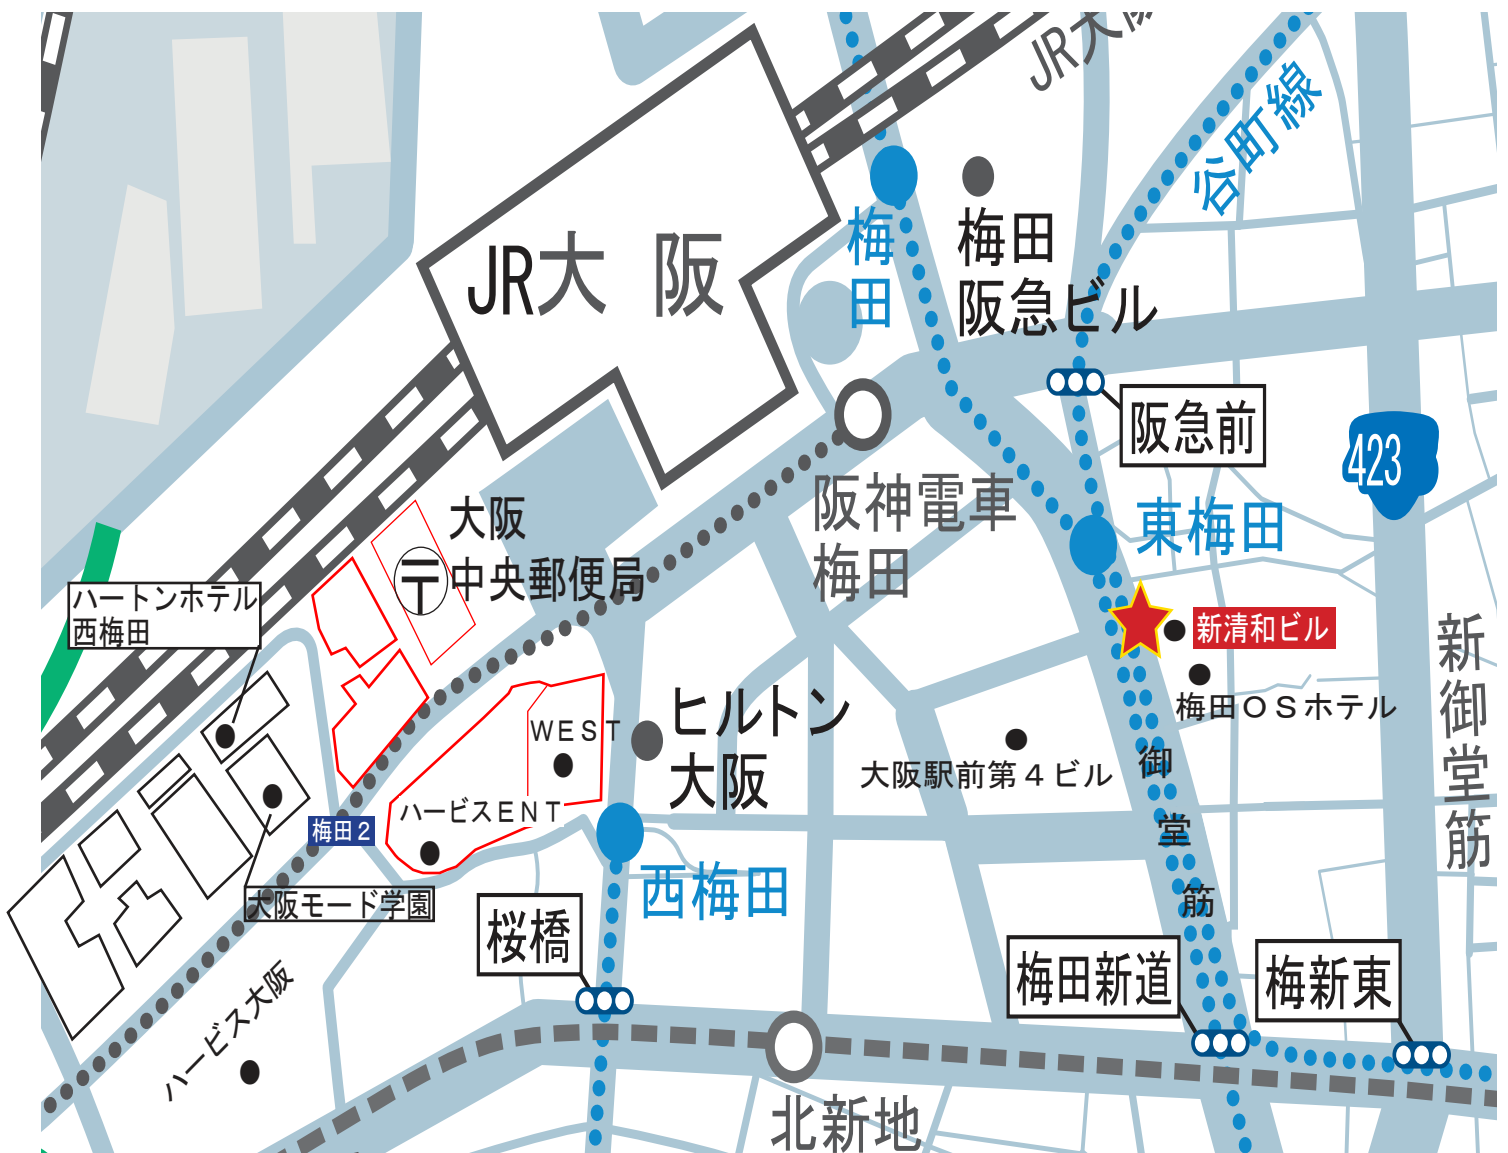 JR大阪
谷町線
梅田
梅田
阪急ビル
JR大 阪
阪急前
423
阪神電車
梅田
東梅田
大阪
中央郵便局
ハートンホテル
西梅田
新清和ビル
新御堂筋
梅田OSホテル
ヒルトン
大阪
WEST
大阪駅前第4ビル
御堂筋
ハービスENT
梅田2
西梅田
大阪モード学園
桜橋
梅田新道
梅新東
ハービス大阪
北新地